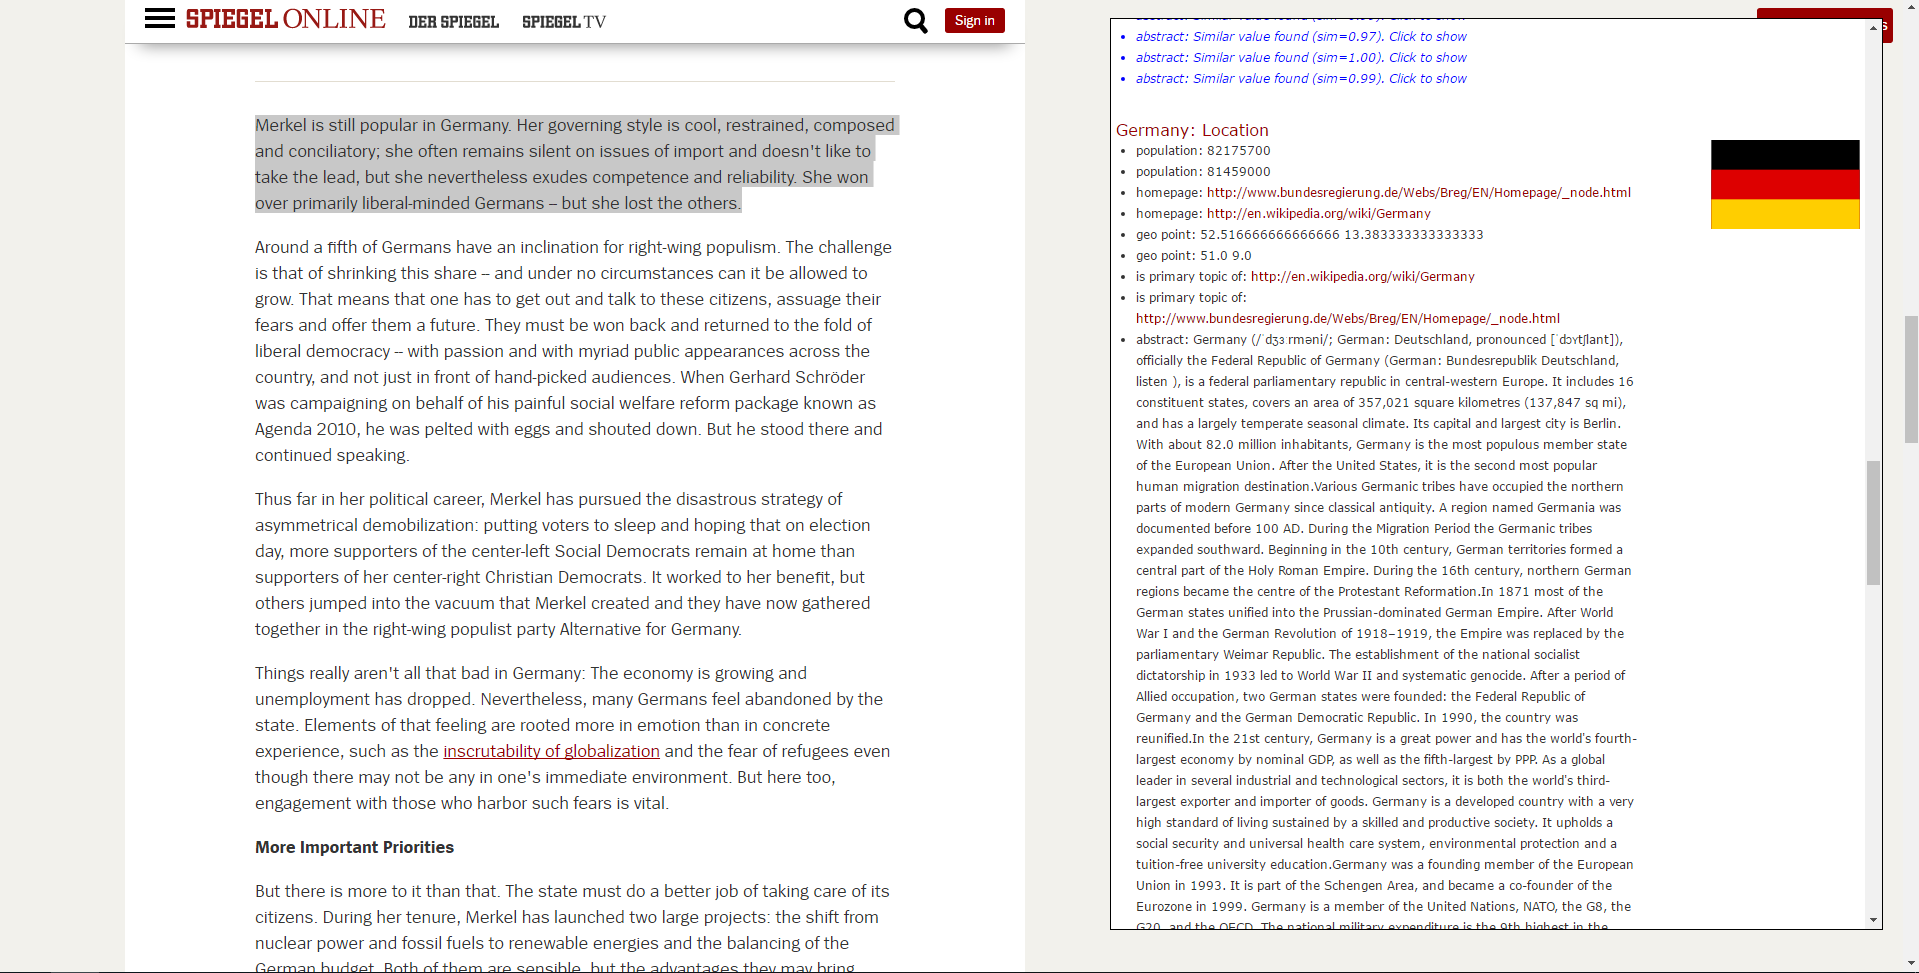 SPIEGEL ONLINE DER SPIEGEL SPIEGEL TV Sign in
Merkel is still popular in Germany. Her governing style is cool, restrained, composed
and conciliatory; she often remains silent on issues of import and doesn't like to
take the lead, but she nevertheless exudes competence and reliability. She won
over primarily liberal-minded Germans – but she lost the others.
Around a fifth of Germans have an inclination for right-wing populism. The challenge
is that of shrinking this share – and under no circumstances can it be allowed to
grow. That means that one has to get out and talk to these citizens, assuage their
fears and offer them a future. They must be won back and returned to the fold of
liberal democracy – with passion and with myriad public appearances across the
country, and not just in front of hand-picked audiences. When Gerhard Schröder
was campaigning on behalf of his painful social welfare reform package known as
Agenda 2010, he was pelted with eggs and shouted down. But he stood there and
continued speaking.
Thus far in her political career, Merkel has pursued the disastrous strategy of
asymmetrical demobilization: putting voters to sleep and hoping that on election
day, more supporters of the center-left Social Democrats remain at home than
supporters of her center-right Christian Democrats. It worked to her benefit, but
others jumped into the vacuum that Merkel created and they have now gathered
together in the right-wing populist party Alternative for Germany.
Things really aren't all that bad in Germany: The economy is growing and
unemployment has dropped. Nevertheless, many Germans feel abandoned by the
state. Elements of that feeling are rooted more in emotion than in concrete
experience, such as the inscrutability of globalization and the fear of refugees even
though there may not be any in one's immediate environment. But here too,
engagement with those who harbor such fears is vital.
More Important Priorities
But there is more to it than that. The state must do a better job of taking care of its
citizens. During her tenure, Merkel has launched two large projects: the shift from
nuclear power and fossil fuels to renewable energies and the balancing of the
German budget. Both of them are sensible, but the advantages they may bring
abstract: Similar value found (sim=0.97). Click to show
abstract: Similar value found (sim=1.00). Click to show
abstract: Similar value found (sim=0.99). Click to show
Germany: Location
population: 82175700
population: 81459000
homepage: http://www.bundesregierung.de/Webs/Breg/EN/Homepage/_node.html
homepage: http://en.wikipedia.org/wiki/Germany
geo point: 52.516666666666666 13.383333333333333
geo point: 51.0 9.0
is primary topic of: http://en.wikipedia.org/wiki/Germany
is primary topic of:
http://www.bundesregierung.de/Webs/Breg/EN/Homepage/_node.html
abstract: Germany (/ˈdʒɜːrməni/; German: Deutschland, pronounced [ˈdɔʏtʃlant]),
officially the Federal Republic of Germany (German: Bundesrepublik Deutschland,
listen ), is a federal parliamentary republic in central-western Europe. It includes 16
constituent states, covers an area of 357,021 square kilometres (137,847 sq mi),
and has a largely temperate seasonal climate. Its capital and largest city is Berlin.
With about 82.0 million inhabitants, Germany is the most populous member state
of the European Union. After the United States, it is the second most popular
human migration destination.Various Germanic tribes have occupied the northern
parts of modern Germany since classical antiquity. A region named Germania was
documented before 100 AD. During the Migration Period the Germanic tribes
expanded southward. Beginning in the 10th century, German territories formed a
central part of the Holy Roman Empire. During the 16th century, northern German
regions became the centre of the Protestant Reformation.In 1871 most of the
German states unified into the Prussian-dominated German Empire. After World
War I and the German Revolution of 1918–1919, the Empire was replaced by the
parliamentary Weimar Republic. The establishment of the national socialist
dictatorship in 1933 led to World War II and systematic genocide. After a period of
Allied occupation, two German states were founded: the Federal Republic of
Germany and the German Democratic Republic. In 1990, the country was
reunified.In the 21st century, Germany is a great power and has the world's fourth-
largest economy by nominal GDP, as well as the fifth-largest by PPP. As a global
leader in several industrial and technological sectors, it is both the world's third-
largest exporter and importer of goods. Germany is a developed country with a very
high standard of living sustained by a skilled and productive society. It upholds a
social security and universal health care system, environmental protection and a
tuition-free university education.Germany was a founding member of the European
Union in 1993. It is part of the Schengen Area, and became a co-founder of the
Eurozone in 1999. Germany is a member of the United Nations, NATO, the G8, the
G20, and the OECD. The national military expenditure is the 9th highest in the